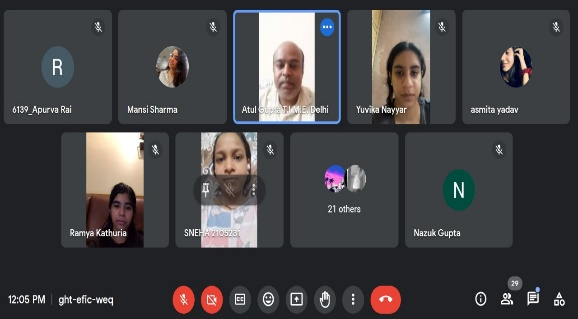 R
6139_Apurva Rai
Mansi Sharma
Atul Gupta T.I.M.E. Delhi
Yuvika Nayyar
asmita yadav
Ramya Kathuria
SNEHA 2105231
21 others
N
Nazuk Gupta
12:05 PM | ght-efic-weq
29